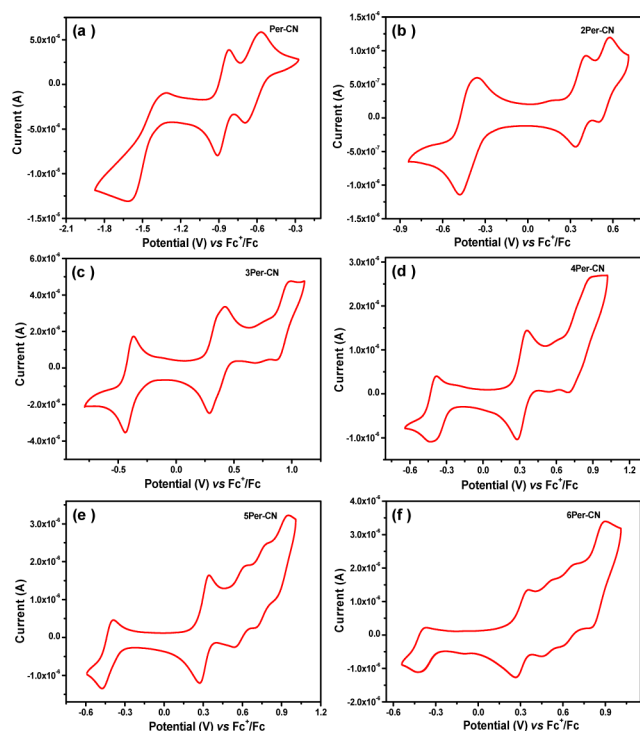 (a )
Per-CN
5.0x10⁻⁶
0.0
-5.0x10⁻⁶
-1.0x10⁻⁵
-1.5x10⁻⁵
Current (A)
-2.1 -1.8 -1.5 -1.2 -0.9 -0.6 -0.3
Potential (V) vs Fc⁺/Fc
(b )
2Per-CN
1.5x10⁻⁶
1.0x10⁻⁶
5.0x10⁻⁷
0.0
-5.0x10⁻⁷
-1.0x10⁻⁶
-1.5x10⁻⁶
Current (A)
-0.9 -0.6 -0.3 0.0 0.3 0.6
Potential (V) vs Fc⁺/Fc
(c )
3Per-CN
6.0x10⁻⁶
4.0x10⁻⁶
2.0x10⁻⁶
0.0
-2.0x10⁻⁶
-4.0x10⁻⁶
Current (A)
-0.5 0.0 0.5 1.0
Potential (V) vs Fc⁺/Fc
(d )
4Per-CN
3.0x10⁻⁶
2.0x10⁻⁶
1.0x10⁻⁶
0.0
-1.0x10⁻⁶
Current (A)
-0.6 -0.3 0.0 0.3 0.6 0.9 1.2
Potential (V) vs Fc⁺/Fc
(e )
5Per-CN
3.0x10⁻⁶
2.0x10⁻⁶
1.0x10⁻⁶
0.0
-1.0x10⁻⁶
Current (A)
-0.6 -0.3 0.0 0.3 0.6 0.9 1.2
Potential (V) vs Fc⁺/Fc
(f )
6Per-CN
4.0x10⁻⁶
3.0x10⁻⁶
2.0x10⁻⁶
1.0x10⁻⁶
0.0
-1.0x10⁻⁶
-2.0x10⁻⁶
Current (A)
-0.6 -0.3 0.0 0.3 0.6 0.9
Potential (V) vs Fc⁺/Fc